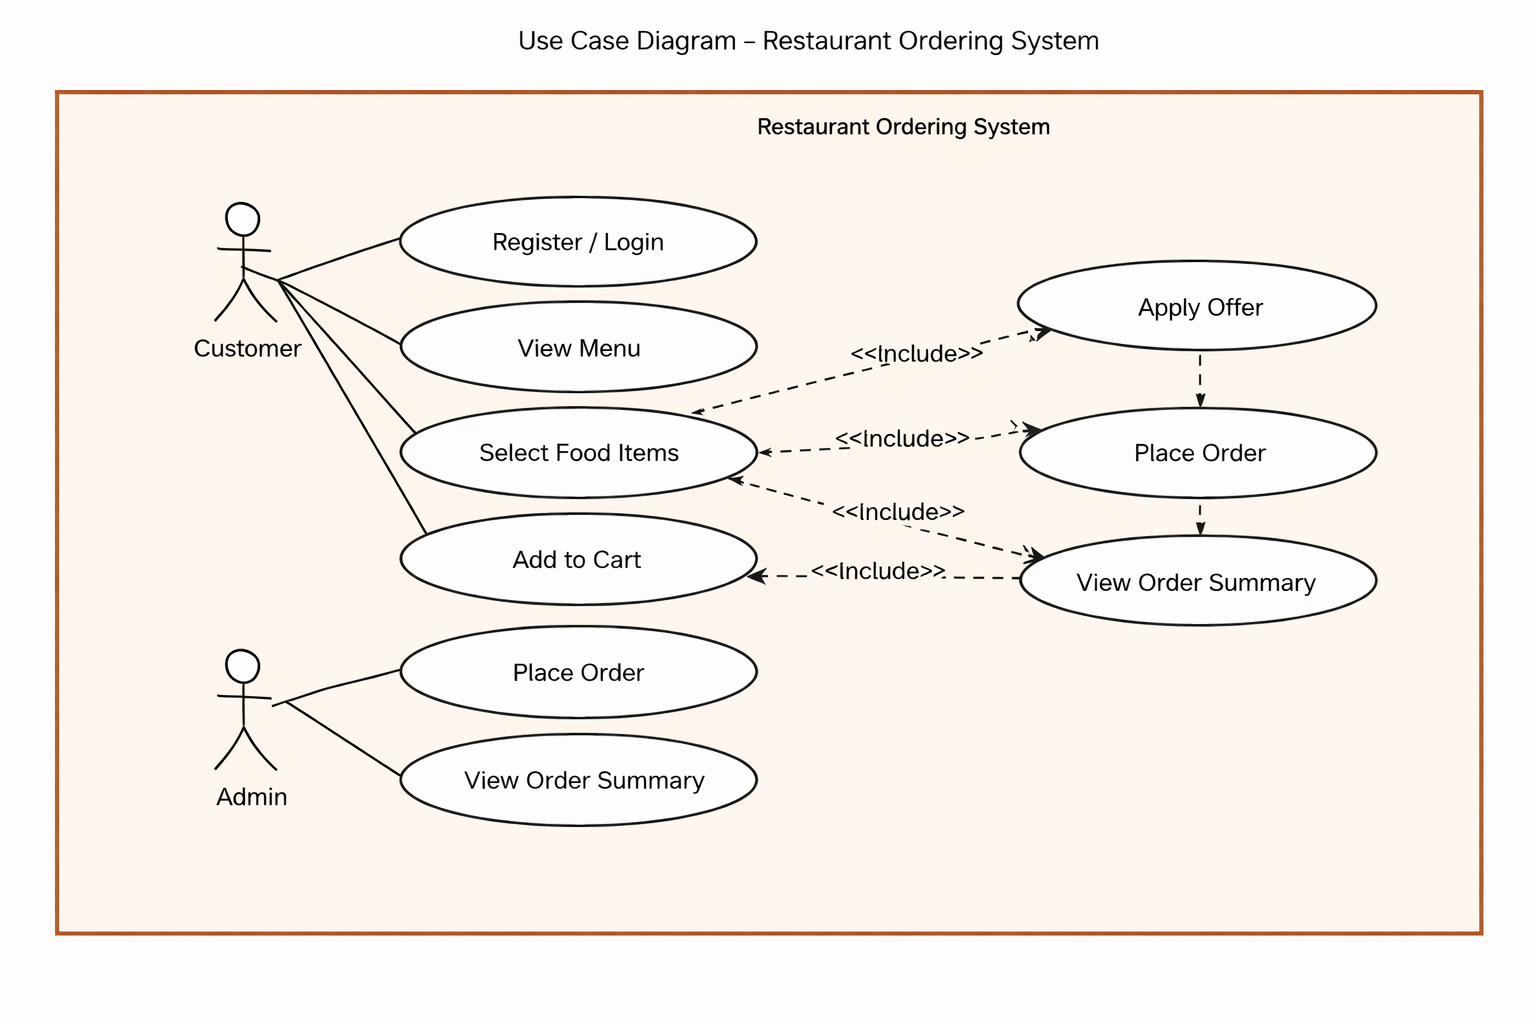 Use Case Diagram – Restaurant Ordering System
Restaurant Ordering System
Register / Login
Apply Offer
Customer
View Menu
<<Include>>
Select Food Items
<<Include>>
Place Order
<<Include>>
Add to Cart
<<Include>>
View Order Summary
Place Order
View Order Summary
Admin